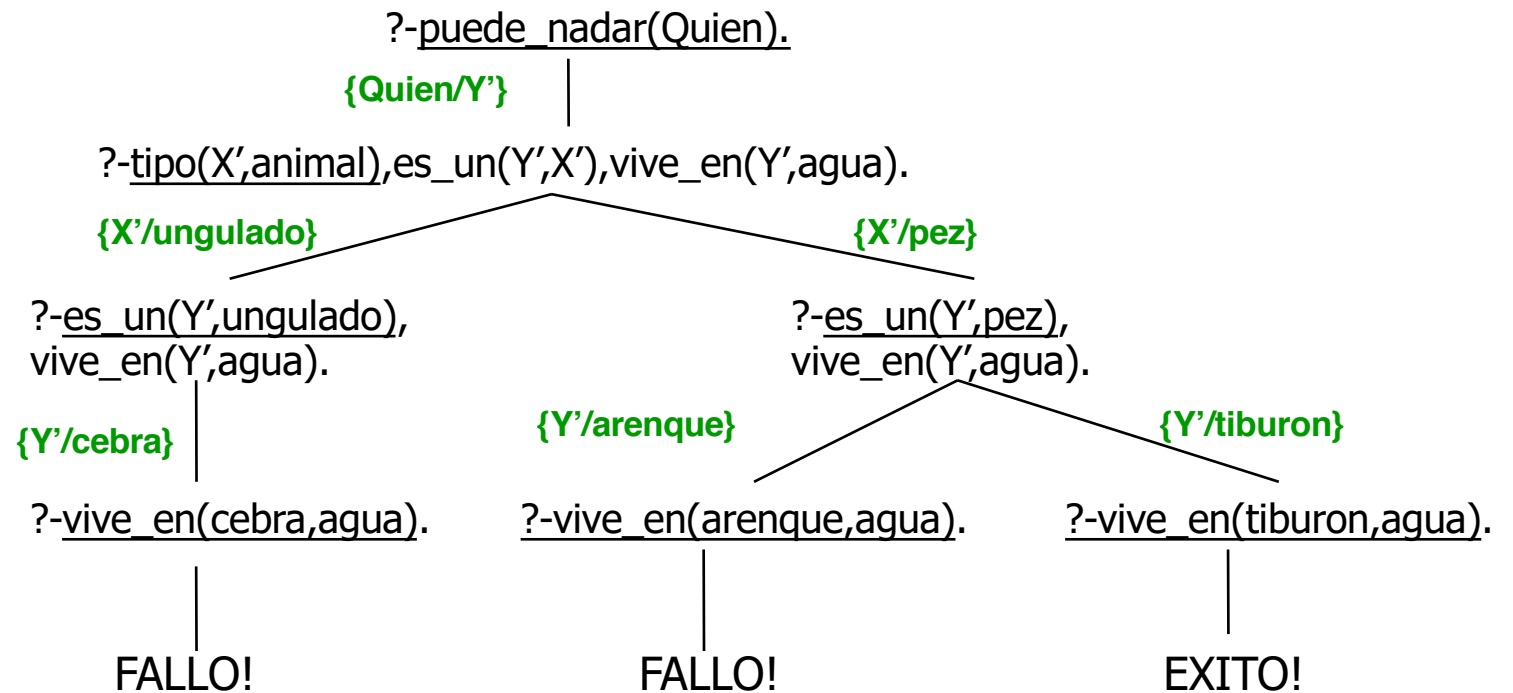 ?-puede_nadar(Quien).
{Quien/Y’}
?-tipo(X’,animal),es_un(Y’,X’),vive_en(Y’,agua).
{X’/ungulado}
{X’/pez}
?-es_un(Y’,ungulado),
vive_en(Y’,agua).
?-es_un(Y’,pez),
vive_en(Y’,agua).
{Y’/cebra}
{Y’/arenque}
{Y’/tiburon}
?-vive_en(cebra,agua).
?-vive_en(arenque,agua).
?-vive_en(tiburon,agua).
FALLO!
FALLO!
EXITO!